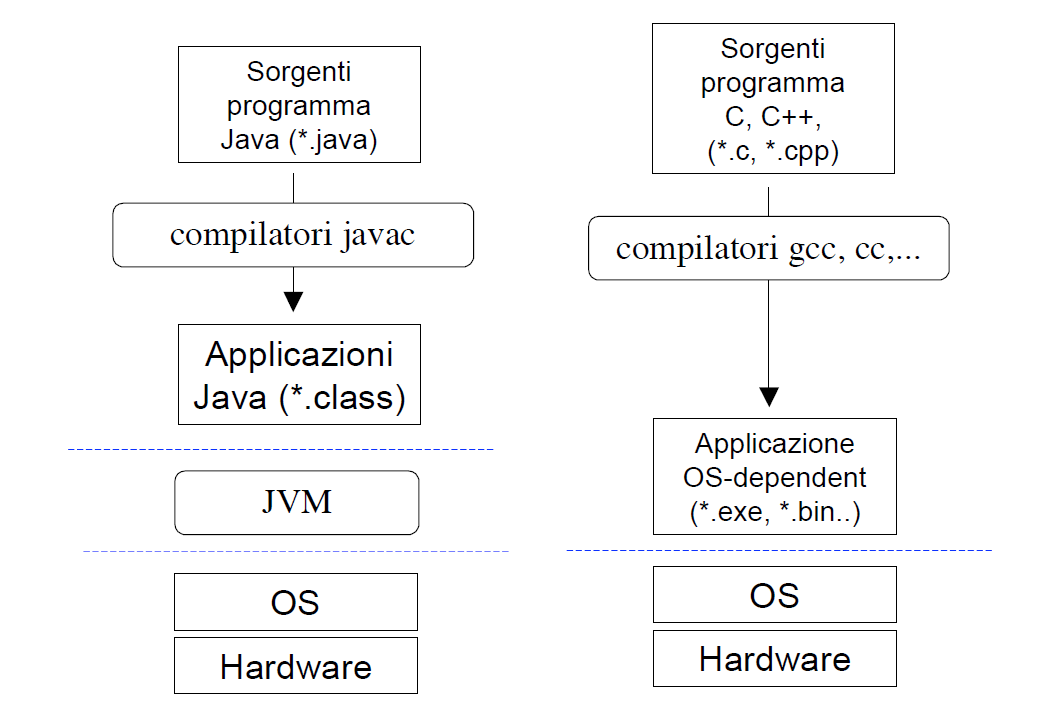 Sorgenti
programma
Java (*.java)
compilatori javac
Applicazioni
Java (*.class)
JVM
OS
Hardware
Sorgenti
programma
C, C++,
(*.c, *.cpp)
compilatori gcc, cc,...
Applicazione
OS-dependent
(*.exe, *.bin..)
OS
Hardware